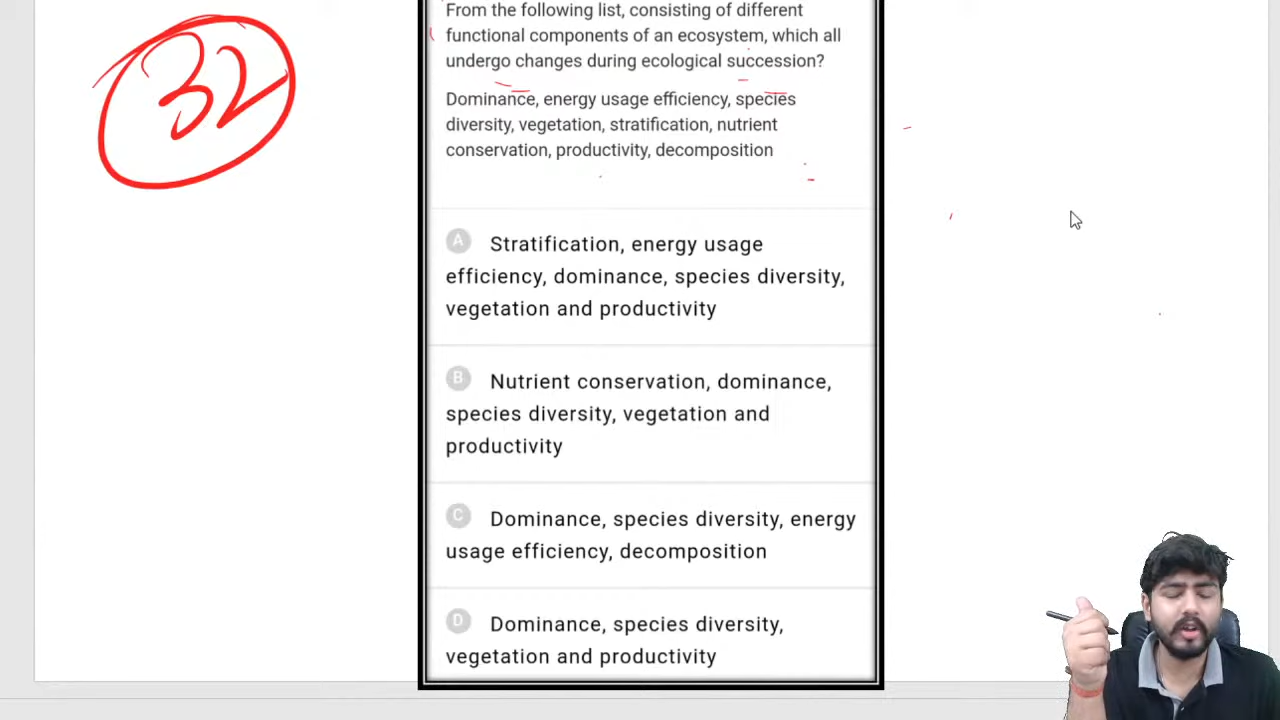 32
From the following list, consisting of different
functional components of an ecosystem, which all
undergo changes during ecological succession?
Dominance, energy usage efficiency, species
diversity, vegetation, stratification, nutrient
conservation, productivity, decomposition
A Stratification, energy usage
efficiency, dominance, species diversity,
vegetation and productivity
B Nutrient conservation, dominance,
species diversity, vegetation and
productivity
C Dominance, species diversity, energy
usage efficiency, decomposition
D Dominance, species diversity,
vegetation and productivity